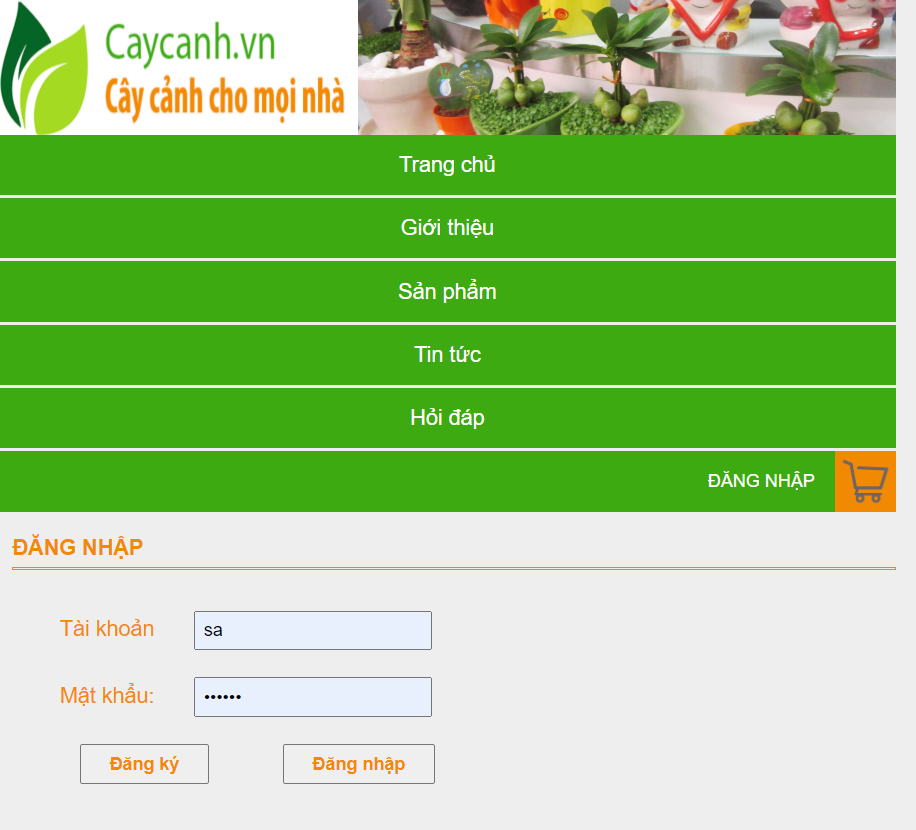 Caycanh.vn
Cây cảnh cho mọi nhà
Trang chủ
Giới thiệu
Sản phẩm
Tin tức
Hỏi đáp
ĐĂNG NHẬP
ĐĂNG NHẬP
Tài khoản
sa
Mật khẩu:
••••••
Đăng ký
Đăng nhập